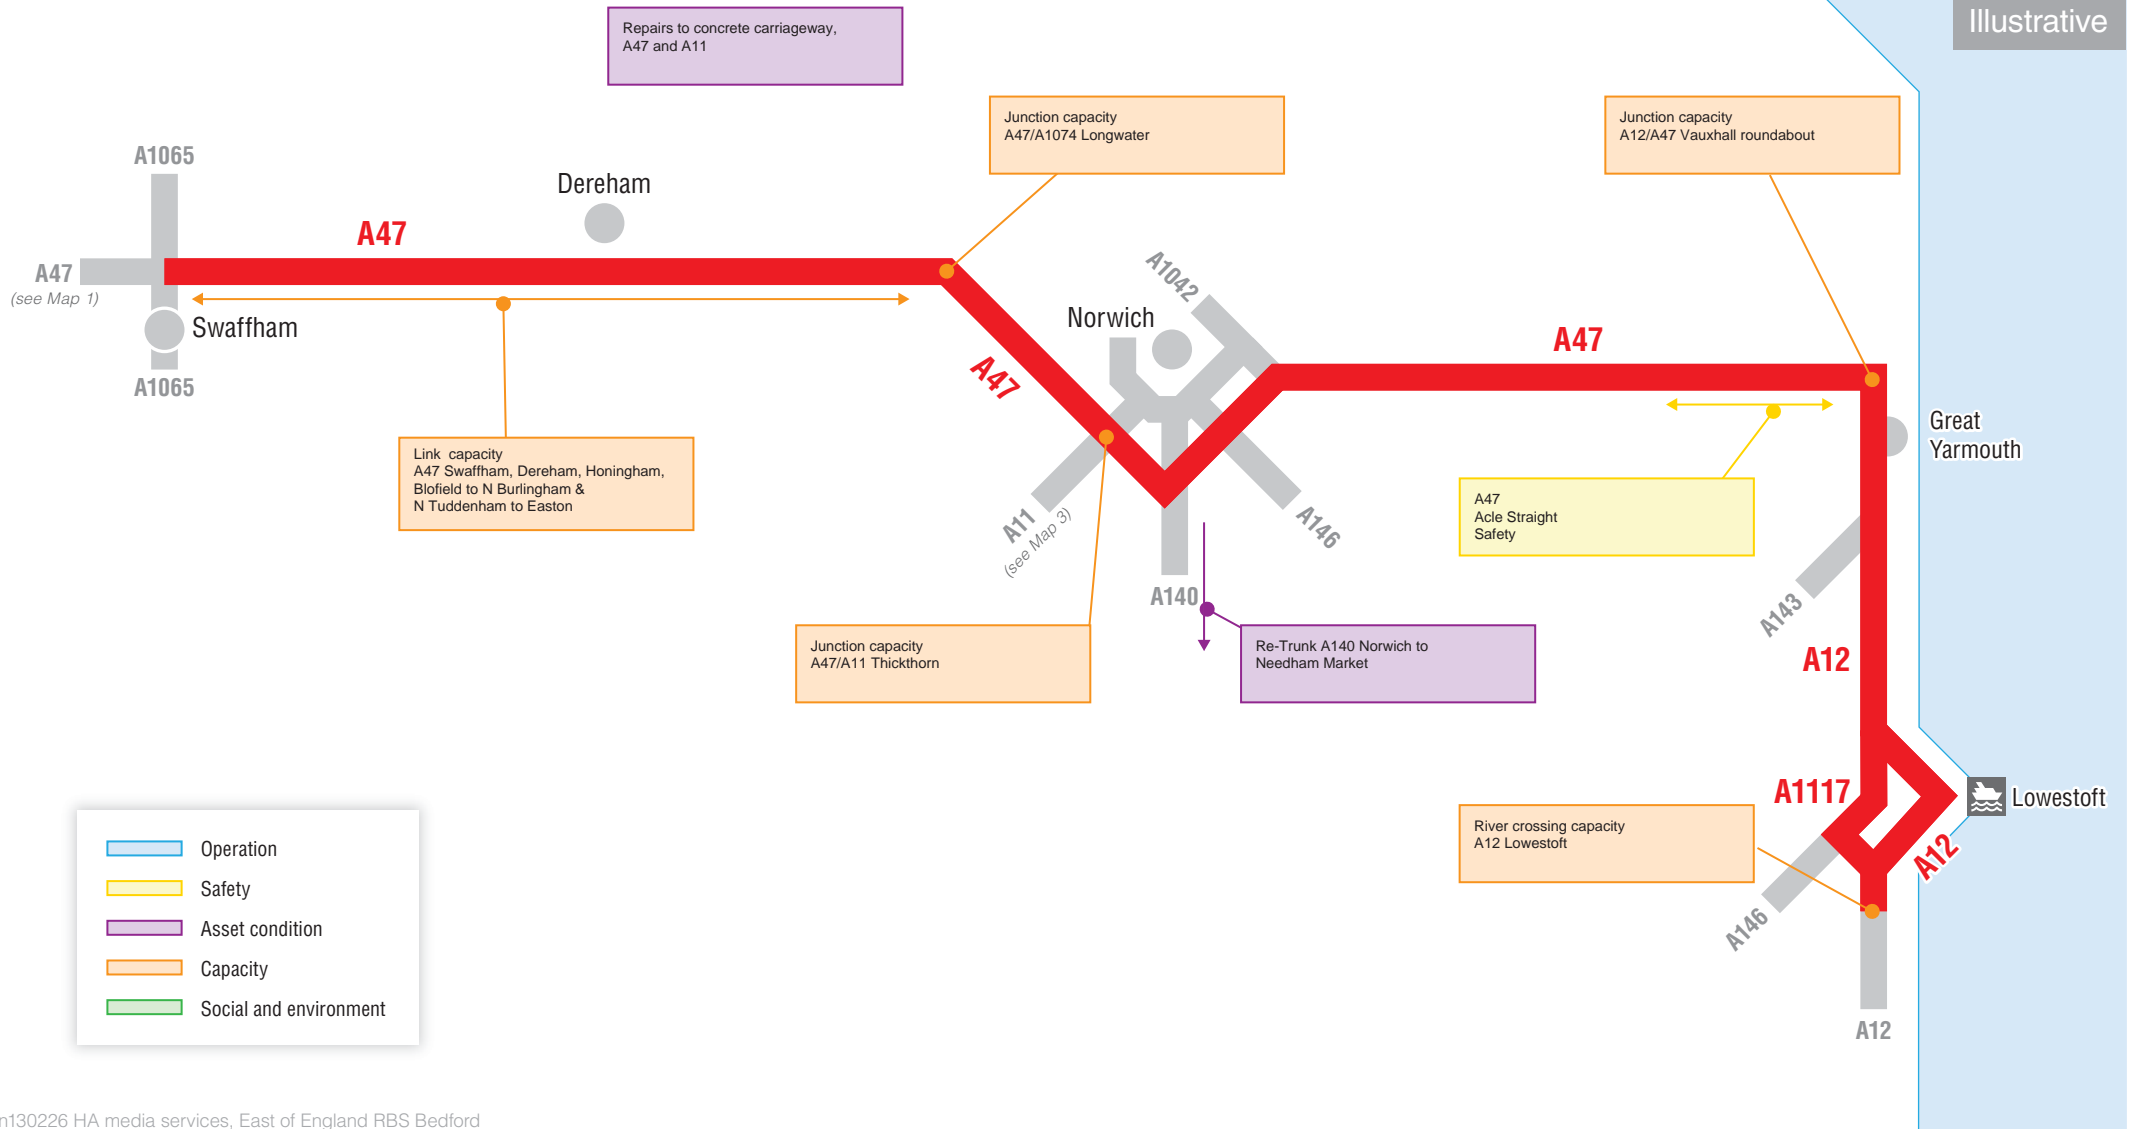 Illustrative
Repairs to concrete carriageway,
A47 and A11
Junction capacity
A47/A1074 Longwater
Junction capacity
A12/A47 Vauxhall roundabout
A1065
Dereham
A47
A47
(see Map 1)
Swaffham
A1065
A1042
Norwich
A47
A47
Great
Yarmouth
Link capacity
A47 Swaffham, Dereham, Honingham,
Blofield to N Burlingham &
N Tuddenham to Easton
A47
Acle Straight
Safety
A11
(see Map 3)
A146
A140
A143
Junction capacity
A47/A11 Thickthorn
Re-Trunk A140 Norwich to
Needham Market
A12
A1117
Lowestoft
River crossing capacity
A12 Lowestoft
A12
A146
A12
Operation
Safety
Asset condition
Capacity
Social and environment
n130226 HA media services, East of England RBS Bedford